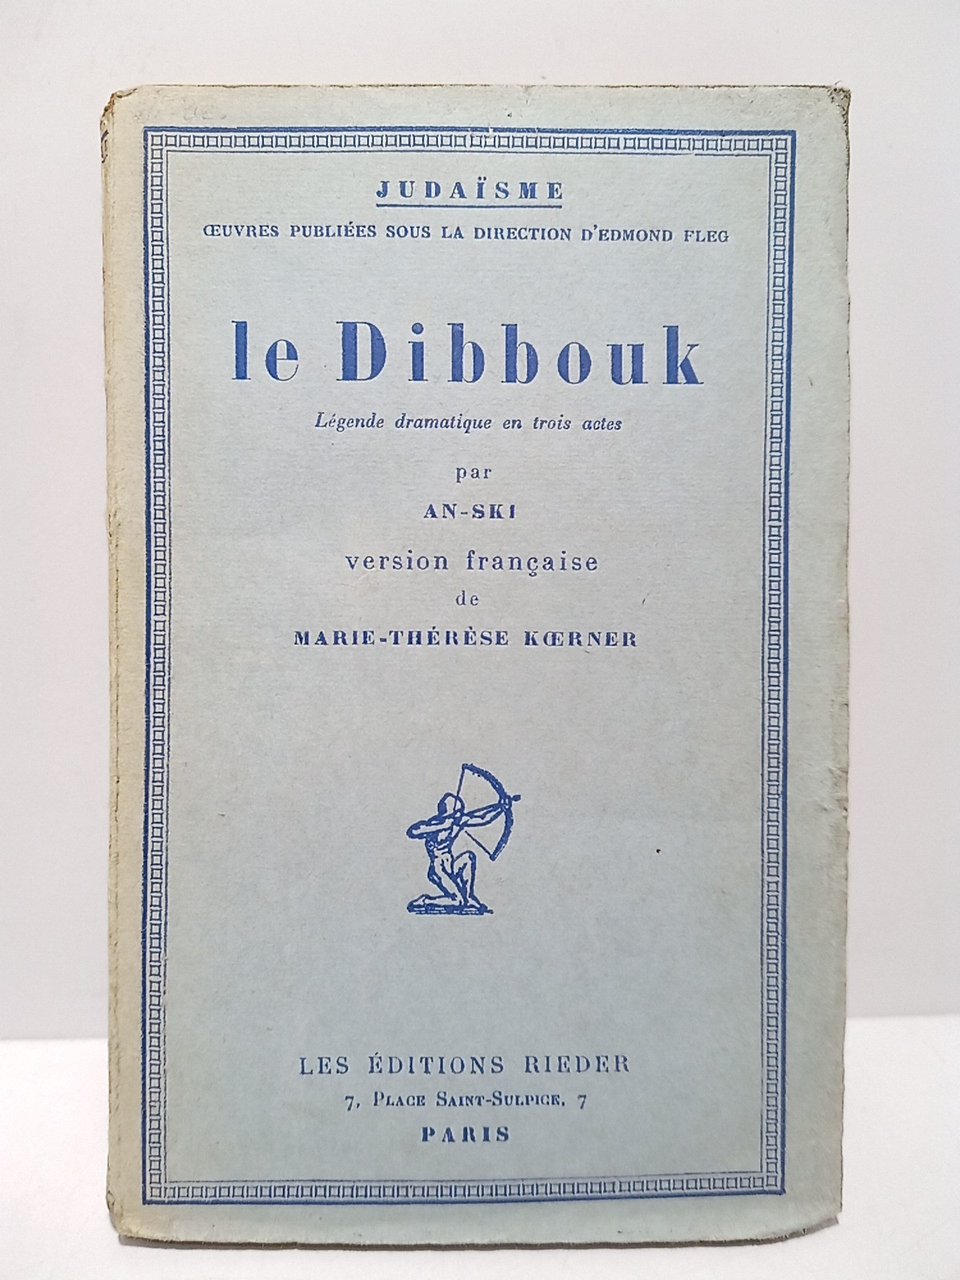 JUDAÏSME
ŒUVRES PUBLIÉES SOUS LA DIRECTION D'EDMOND FLEG
le Dibbouk
Légende dramatique en trois actes
par
AN-SKI
version française
de
MARIE-THÉRÈSE KŒRNER
LES ÉDITIONS RIEDER
7, PLACE SAINT-SULPICE, 7
PARIS